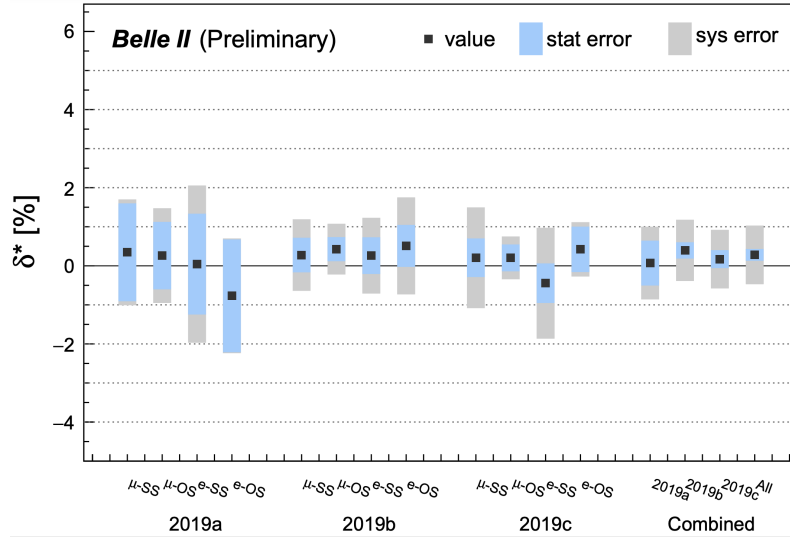 Belle II (Preliminary) value stat error sys error
δ* [%]
6
4
2
0
−2
−4
μ-SS μ-OS e-SS e-OS μ-SS μ-OS e-SS e-OS μ-SS μ-OS e-SS e-OS 2019a 2019b 2019c All
2019a 2019b 2019c Combined